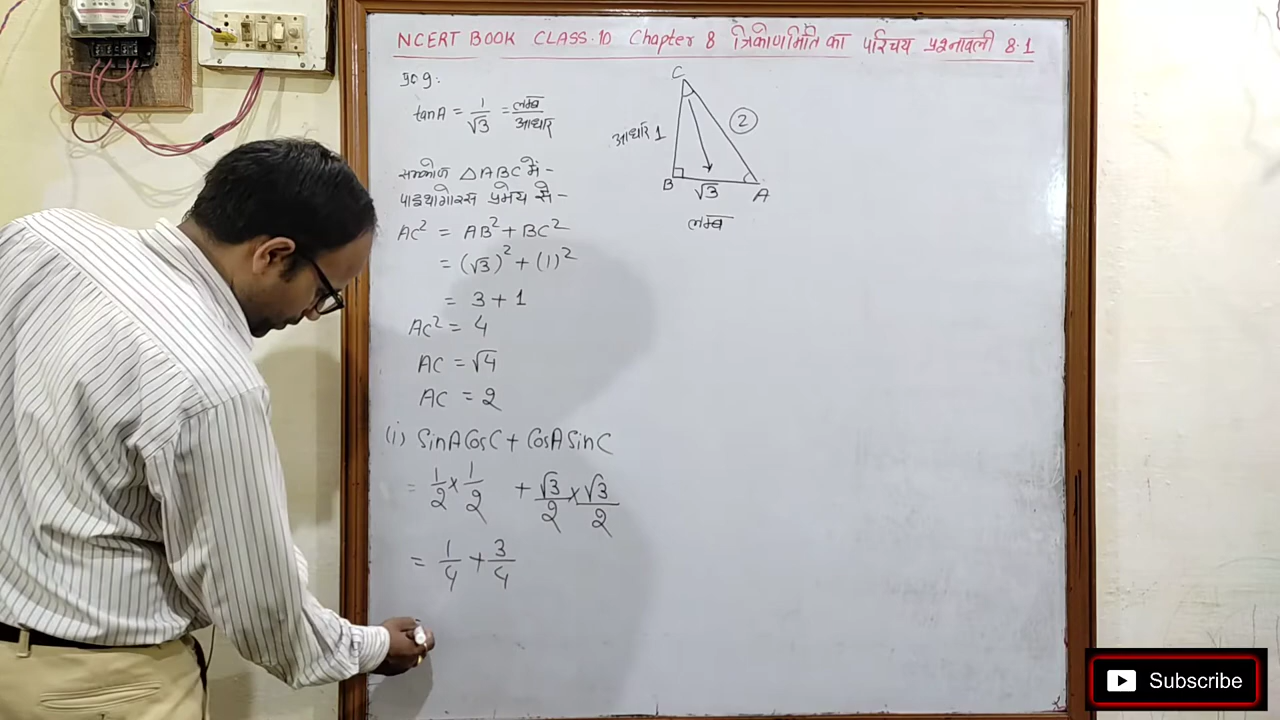 NCERT BOOK CLASS.10 Chapter 8 त्रिकोणमिति का परिचय प्रश्नावली 8.1
प्र० 9.
tanA = 1/√3 = लम्ब/आधार
समकोण △ABC में -
पाइथागोरस प्रमेय से -
AC² = AB² + BC²
= (√3)² + (1)²
= 3 + 1
AC² = 4
AC = √4
AC = 2
(i) SinA CosC + CosA SinC
= 1/2 × 1/2 + √3/2 × √3/2
= 1/4 + 3/4
C
आधार 1
2
B
√3
A
लम्ब
Subscribe